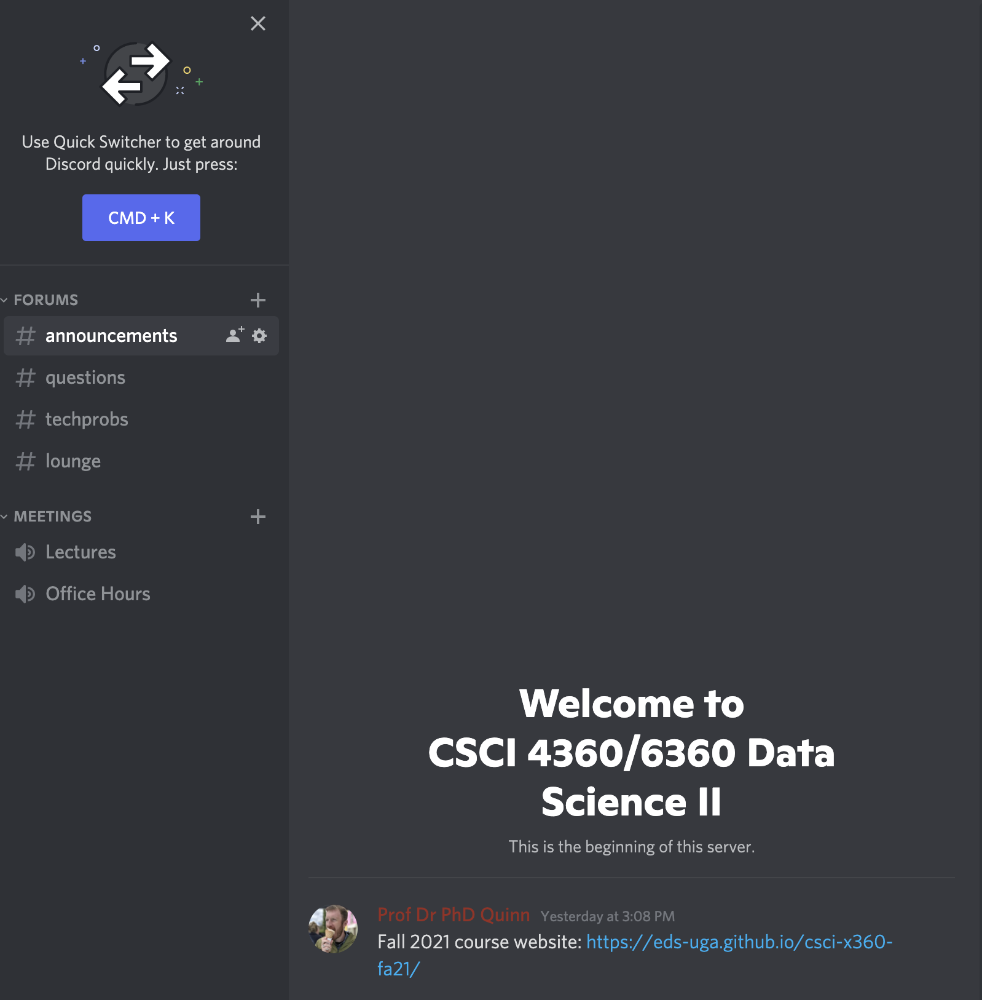 Use Quick Switcher to get around
Discord quickly. Just press:
CMD + K
FORUMS
# announcements
# questions
# techprobs
# lounge
MEETINGS
Lectures
Office Hours
Welcome to
CSCI 4360/6360 Data
Science II
This is the beginning of this server.
Prof Dr PhD Quinn Yesterday at 3:08 PM
Fall 2021 course website: https://eds-uga.github.io/csci-x360-
fa21/